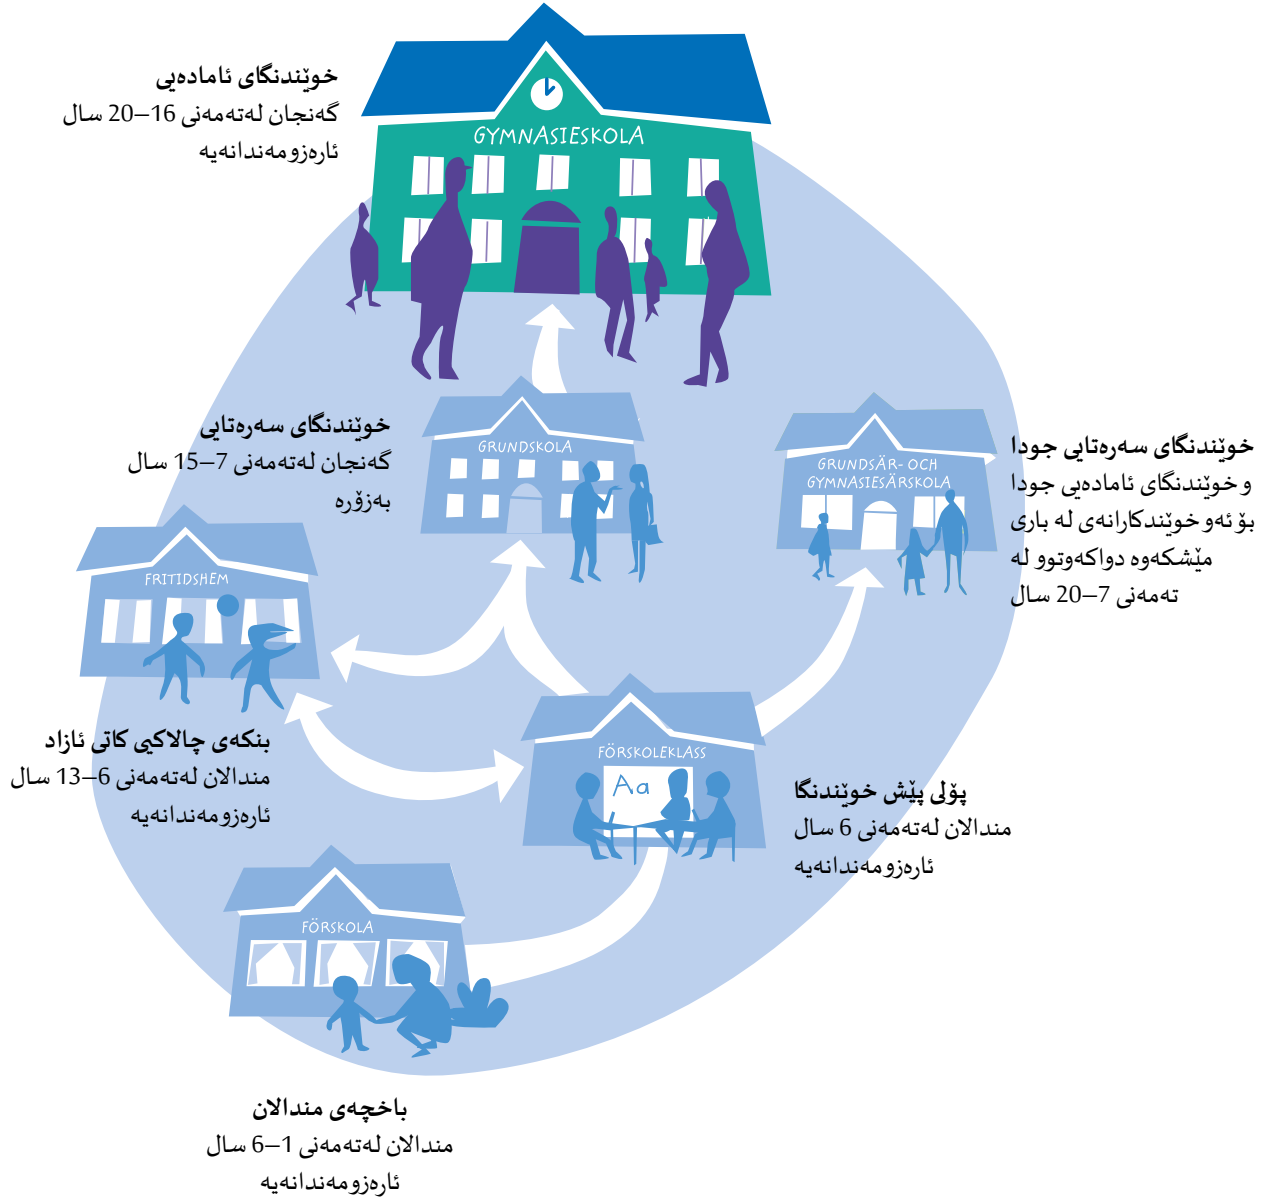 خوێندنگای ئامادەیی
گەنجان لەتەمەنی 16–20 سال
ئارەزومەندانەیە
GYMNASIESKOLA
خوێندنگای سەرەتایی
گەنجان لەتەمەنی 7–15 سال
بەزۆرە
GRUNDSKOLA
GRUNDSÄR- OCH
GYMNASIESÄRSKOLA
خوێندنگای سەرەتایی جودا
و خوێندنگای ئامادەیی جودا
بۆ ئەو خوێندکارانەی لە باری
مێشکەوە دواکەوتوو لە
تەمەنی 7–20 سال
FRITIDSHEM
بنکەی چالاکیی کاتی ئازاد
مندالان لەتەمەنی 6–13 سال
ئارەزومەندانەیە
FÖRSKOLEKLASS
Aa
پۆلی پێش خوێندنگا
مندالان لەتەمەنی 6 سال
ئارەزومەندانەیە
FÖRSKOLA
باخچەی مندالان
مندالان لەتەمەنی 1–6 سال
ئارەزومەندانەیە